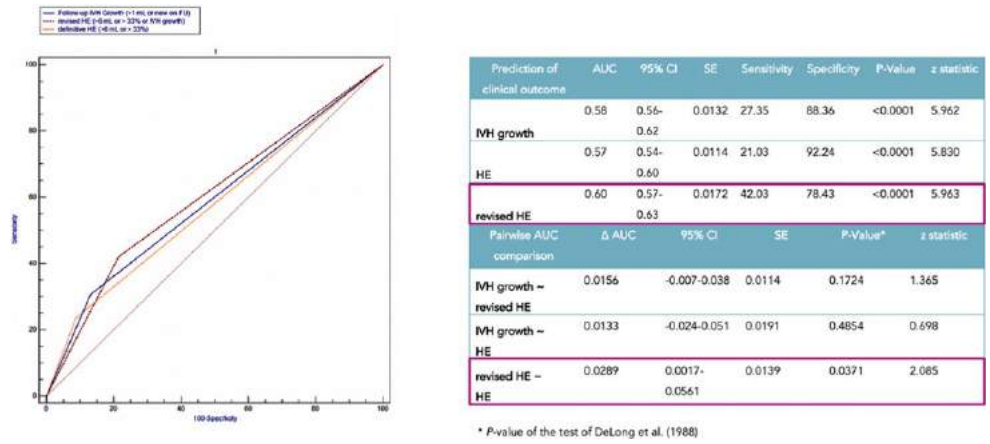 Follow-up IVH Growth (>1 mL or new on FU)
revised HE (>6 mL or > 33% or IVH growth)
definitive HE (>6 mL or > 33%)
1
100
80
60
40
20
0
Sensitivity
0
20
40
60
80
100
100-Specificity
Prediction of clinical outcome AUC 95% CI SE Sensitivity Specificity P-Value z statistic
IVH growth 0.58 0.56-0.62 0.0132 27.35 88.36 <0.0001 5.962
HE 0.57 0.54-0.60 0.0114 21.03 92.24 <0.0001 5.830
revised HE 0.60 0.57-0.63 0.0172 42.03 78.43 <0.0001 5.963
Pairwise AUC comparison Δ AUC 95% CI SE P-Value* z statistic
IVH growth ~ revised HE 0.0156 -0.007-0.038 0.0114 0.1724 1.365
IVH growth ~ HE 0.0133 -0.024-0.051 0.0191 0.4854 0.698
revised HE ~ HE 0.0289 0.0017-0.0561 0.0139 0.0371 2.085
* P-value of the test of DeLong et al. (1988)